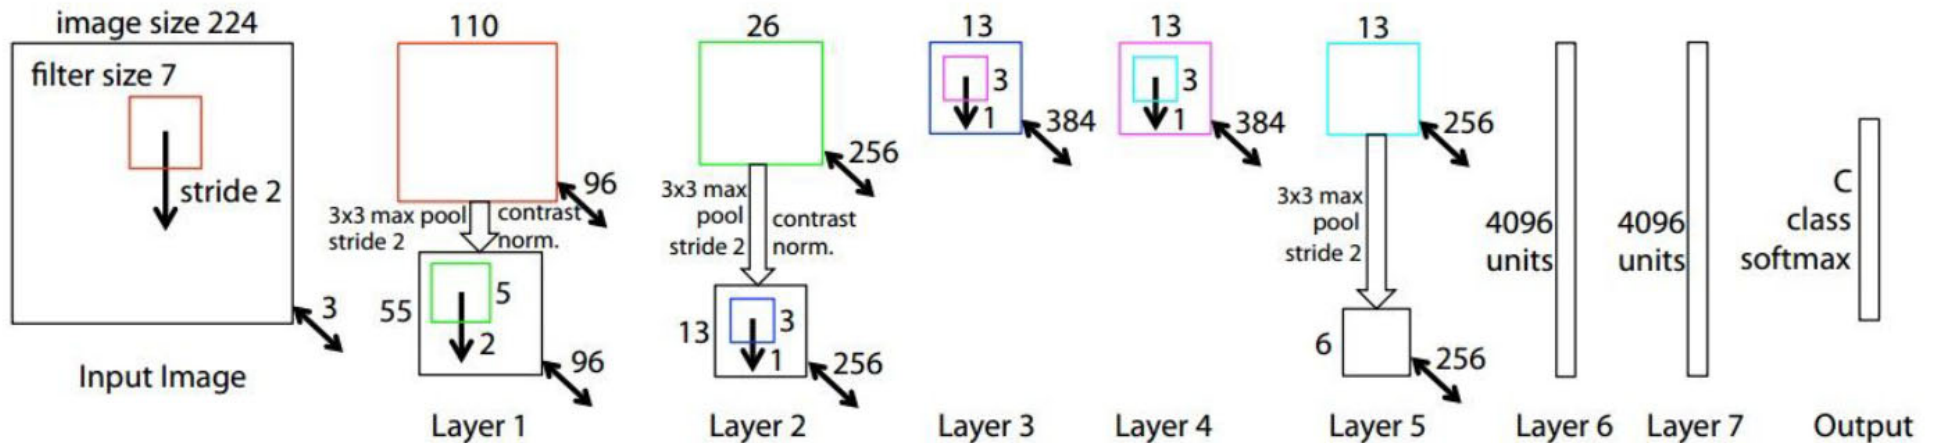 image size 224
filter size 7
stride 2
3
Input Image
110
96
3x3 max pool
stride 2
contrast
norm.
55
5
2
96
Layer 1
26
256
3x3 max
pool
stride 2
contrast
norm.
13
3
1
256
Layer 2
13
3
1
384
Layer 3
13
3
1
384
Layer 4
13
256
3x3 max
pool
stride 2
6
256
Layer 5
4096
units
Layer 6
4096
units
Layer 7
C
class
softmax
Output